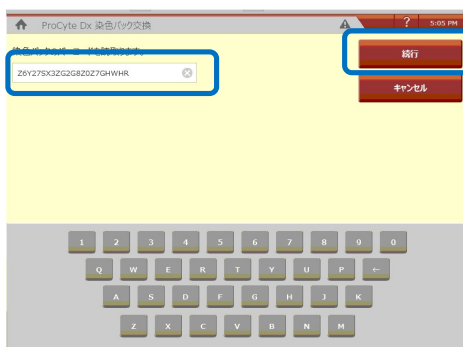 ProCyte Dx 染色パック交換
? 5:05 PM
染色パックのバーコードを読取ります。
続行
Z6Y27SX3ZG2G8Z0Z7GHWHR
キャンセル
1 2 3 4 5 6 7 8 9 0
Q W E R T Y U P ←
A S D F G H J K
Z X C V B N M